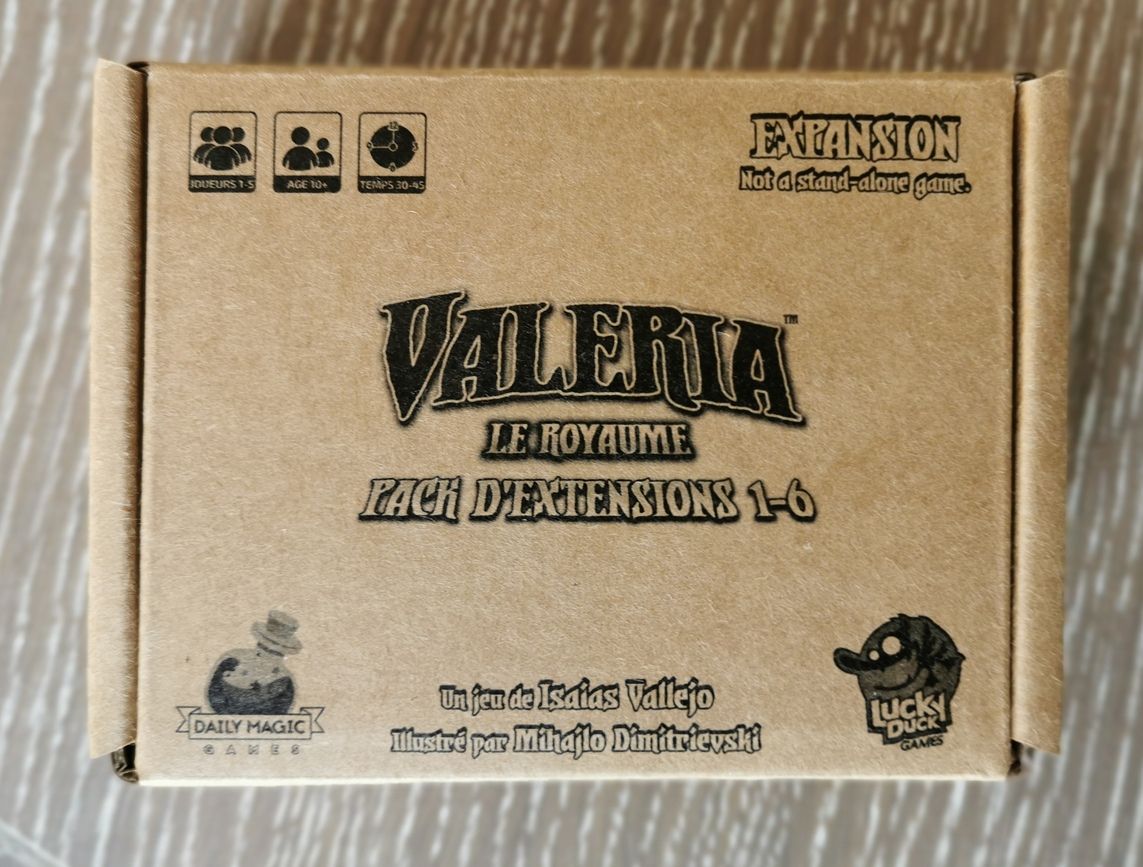 JOUEURS 1-5
AGE 10+
TEMPS 30-45
EXPANSION
Not a stand-alone game.
VALERIA™
LE ROYAUME
PACK D'EXTENSIONS 1-6
Un jeu de Isaias Vallejo
Illustré par Mihajlo Dimitrievski
DAILY MAGIC
GAMES
LUCKY
DUCK
GAMES